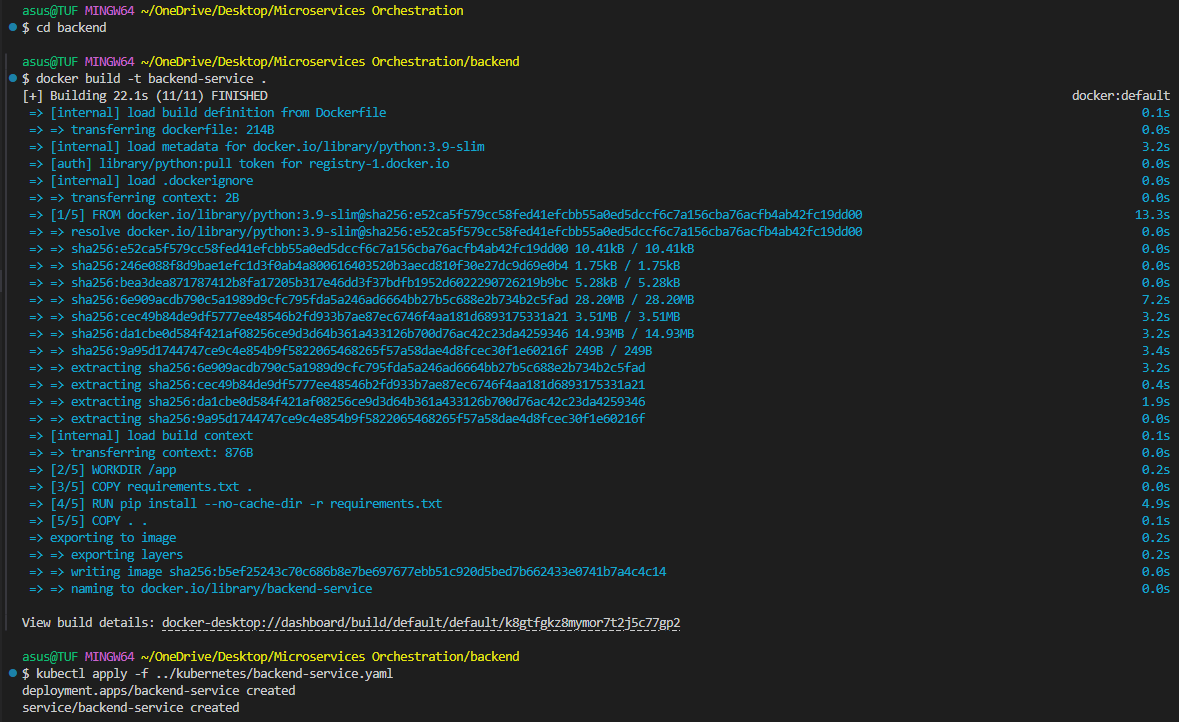 asus@TUF MINGW64 ~/OneDrive/Desktop/Microservices Orchestration
$ cd backend
asus@TUF MINGW64 ~/OneDrive/Desktop/Microservices Orchestration/backend
$ docker build -t backend-service .
[+] Building 22.1s (11/11) FINISHED docker:default
=> [internal] load build definition from Dockerfile 0.1s
=> => transferring dockerfile: 214B 0.0s
=> [internal] load metadata for docker.io/library/python:3.9-slim 3.2s
=> [auth] library/python:pull token for registry-1.docker.io 0.0s
=> [internal] load .dockerignore 0.0s
=> => transferring context: 2B 0.0s
=> [1/5] FROM docker.io/library/python:3.9-slim@sha256:e52ca5f579cc58fed41efcbb55a0ed5dccf6c7a156cba76acfb4ab42fc19dd00 13.3s
=> => resolve docker.io/library/python:3.9-slim@sha256:e52ca5f579cc58fed41efcbb55a0ed5dccf6c7a156cba76acfb4ab42fc19dd00 0.0s
=> => sha256:e52ca5f579cc58fed41efcbb55a0ed5dccf6c7a156cba76acfb4ab42fc19dd00 10.41kB / 10.41kB 0.0s
=> => sha256:246e088f8d9bae1efc1d3f0ab4a800616403520b3aecd810f30e27dc9d69e0b4 1.75kB / 1.75kB 0.0s
=> => sha256:bea3dea871787412b8fa17205b317e46dd3f37bdfb1952d6022290726219b9bc 5.28kB / 5.28kB 0.0s
=> => sha256:6e909acdb790c5a1989d9cfc795fda5a246ad6664bb27b5c688e2b734b2c5fad 28.20MB / 28.20MB 7.2s
=> => sha256:cec49b84de9df5777ee48546b2fd933b7ae87ec6746f4aa181d6893175331a21 3.51MB / 3.51MB 3.2s
=> => sha256:da1cbe0d584f421af08256ce9d3d64b361a433126b700d76ac42c23da4259346 14.93MB / 14.93MB 3.2s
=> => sha256:9a95d1744747ce9c4e854b9f5822065468265f57a58dae4d8fcec30f1e60216f 249B / 249B 3.4s
=> => extracting sha256:6e909acdb790c5a1989d9cfc795fda5a246ad6664bb27b5c688e2b734b2c5fad 3.2s
=> => extracting sha256:cec49b84de9df5777ee48546b2fd933b7ae87ec6746f4aa181d6893175331a21 0.4s
=> => extracting sha256:da1cbe0d584f421af08256ce9d3d64b361a433126b700d76ac42c23da4259346 1.9s
=> => extracting sha256:9a95d1744747ce9c4e854b9f5822065468265f57a58dae4d8fcec30f1e60216f 0.0s
=> [internal] load build context 0.1s
=> => transferring context: 876B 0.0s
=> [2/5] WORKDIR /app 0.2s
=> [3/5] COPY requirements.txt . 0.0s
=> [4/5] RUN pip install --no-cache-dir -r requirements.txt 4.9s
=> [5/5] COPY . . 0.1s
=> exporting to image 0.2s
=> => exporting layers 0.2s
=> => writing image sha256:b5ef25243c70c686b8e7be697677ebb51c920d5bed7b662433e0741b7a4c4c14 0.0s
=> => naming to docker.io/library/backend-service 0.0s
View build details: docker-desktop://dashboard/build/default/default/k8gtfgkz8mymor7t2j5c77gp2
asus@TUF MINGW64 ~/OneDrive/Desktop/Microservices Orchestration/backend
$ kubectl apply -f ../kubernetes/backend-service.yaml
deployment.apps/backend-service created
service/backend-service created